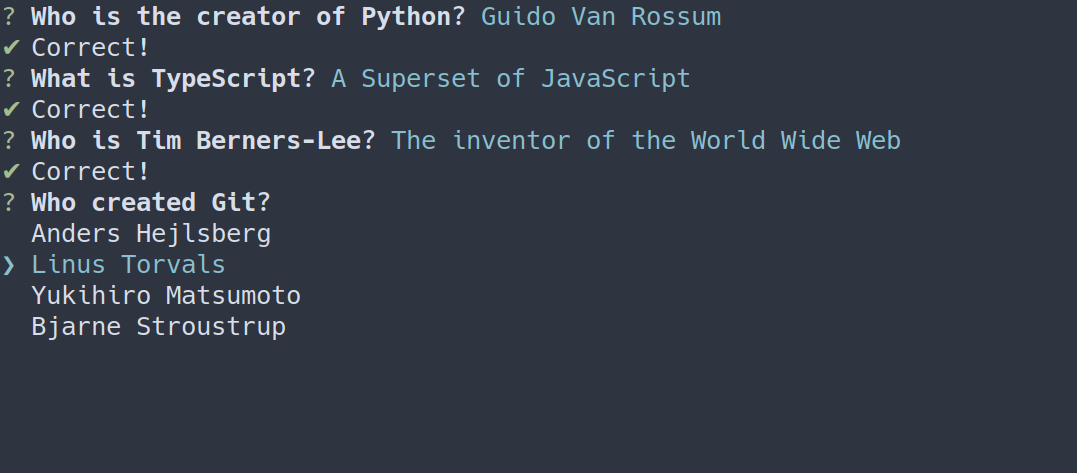 ? Who is the creator of Python? Guido Van Rossum
✔ Correct!
? What is TypeScript? A Superset of JavaScript
✔ Correct!
? Who is Tim Berners-Lee? The inventor of the World Wide Web
✔ Correct!
? Who created Git?
Anders Hejlsberg
❯ Linus Torvals
Yukihiro Matsumoto
Bjarne Stroustrup